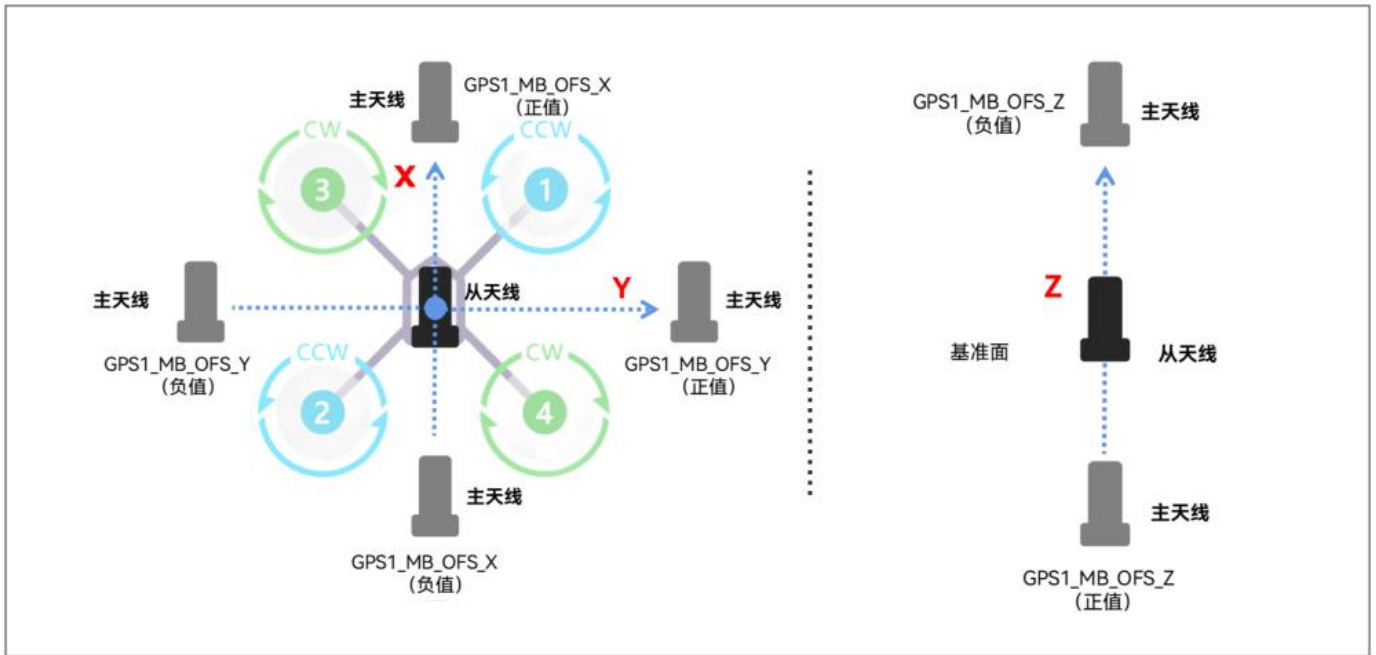 主天线
GPS1_MB_OFS_X
（正值）
CW
CCW
3
X
1
主天线
从天线
Y
主天线
GPS1_MB_OFS_Y
（负值）
GPS1_MB_OFS_Y
（正值）
CCW
CW
2
4
主天线
GPS1_MB_OFS_X
（负值）
GPS1_MB_OFS_Z
（负值）
主天线
Z
基准面
从天线
主天线
GPS1_MB_OFS_Z
（正值）